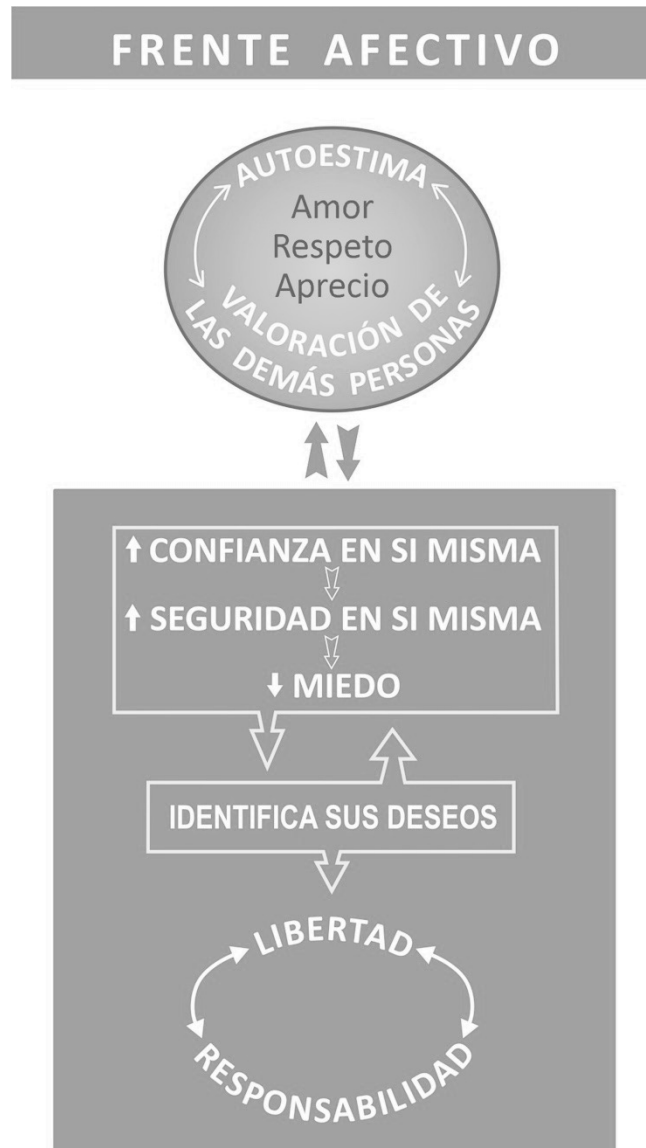 FRENTE AFECTIVO
AUTOESTIMA
Amor
Respeto
Aprecio
VALORACIÓN DE
LAS DEMÁS PERSONAS
CONFIANZA EN SI MISMA
SEGURIDAD EN SI MISMA
MIEDO
IDENTIFICA SUS DESEOS
LIBERTAD
RESPONSABILIDAD